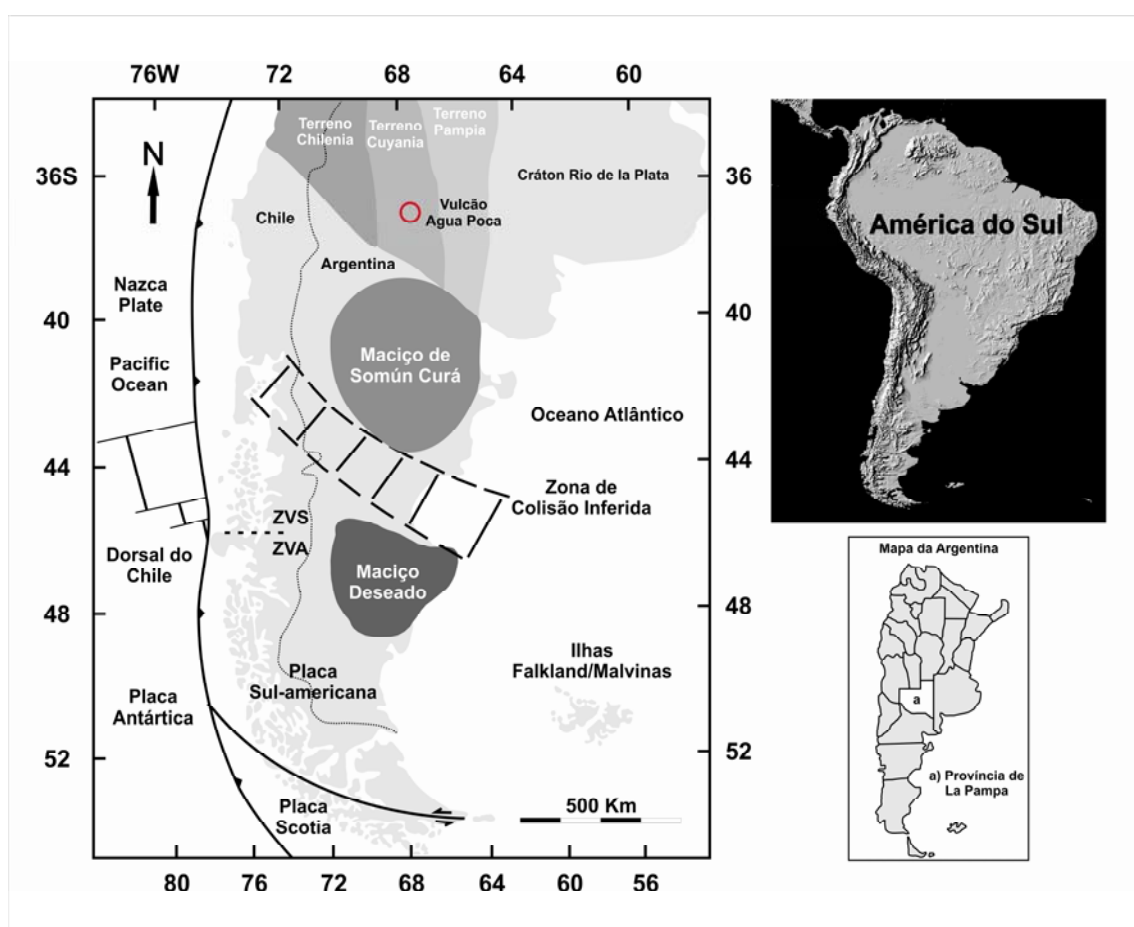 76W 72 68 64 60
Terreno
Chilenia
Terreno
Cuyania
Terreno
Pampia
N
36S
36
Cráton Rio de la Plata
Vulcão
Agua Poca
Chile
Argentina
América do Sul
Nazca
Plate
40
40
Pacific
Ocean
Maciço de
Somún Curá
Oceano Atlântico
44
44
Zona de
Colisão Inferida
ZVS
ZVA
Dorsal do
Chile
Maciço
Deseado
48
48
Ilhas
Falkland/Malvinas
Placa
Sul-americana
Placa
Antártica
52
52
Placa
Scotia
500 Km
80 76 72 68 64 60 56
Mapa da Argentina
a
a) Província de
La Pampa